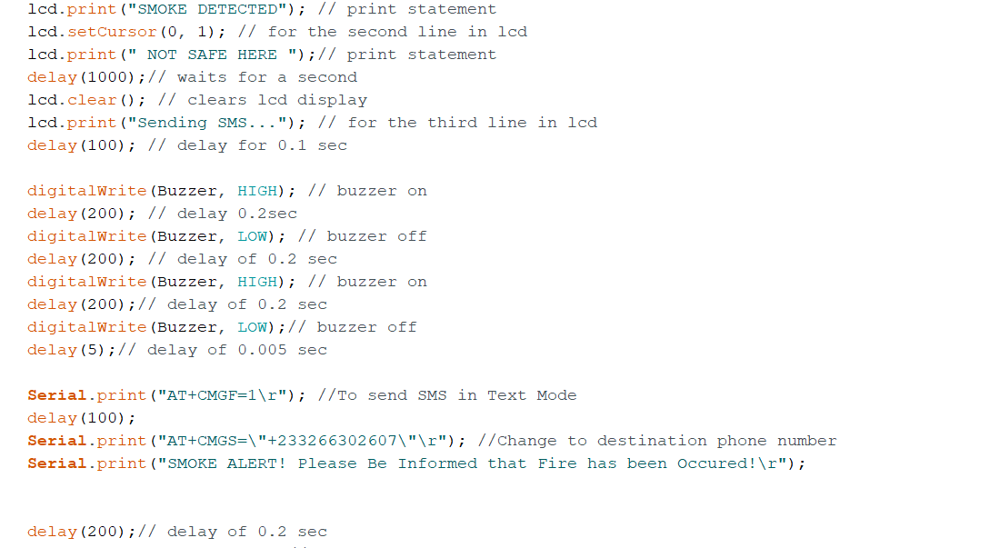 lcd.print("SMOKE DETECTED"); // print statement
lcd.setCursor(0, 1); // for the second line in lcd
lcd.print(" NOT SAFE HERE ");// print statement
delay(1000);// waits for a second
lcd.clear(); // clears lcd display
lcd.print("Sending SMS..."); // for the third line in lcd
delay(100); // delay for 0.1 sec
digitalWrite(Buzzer, HIGH); // buzzer on
delay(200); // delay 0.2sec
digitalWrite(Buzzer, LOW); // buzzer off
delay(200); // delay of 0.2 sec
digitalWrite(Buzzer, HIGH); // buzzer on
delay(200);// delay of 0.2 sec
digitalWrite(Buzzer, LOW);// buzzer off
delay(5);// delay of 0.005 sec
Serial.print("AT+CMGF=1\r"); //To send SMS in Text Mode
delay(100);
Serial.print("AT+CMGS=\"+233266302607\"\r"); //Change to destination phone number
Serial.print("SMOKE ALERT! Please Be Informed that Fire has been Occured!\r");
delay(200);// delay of 0.2 sec